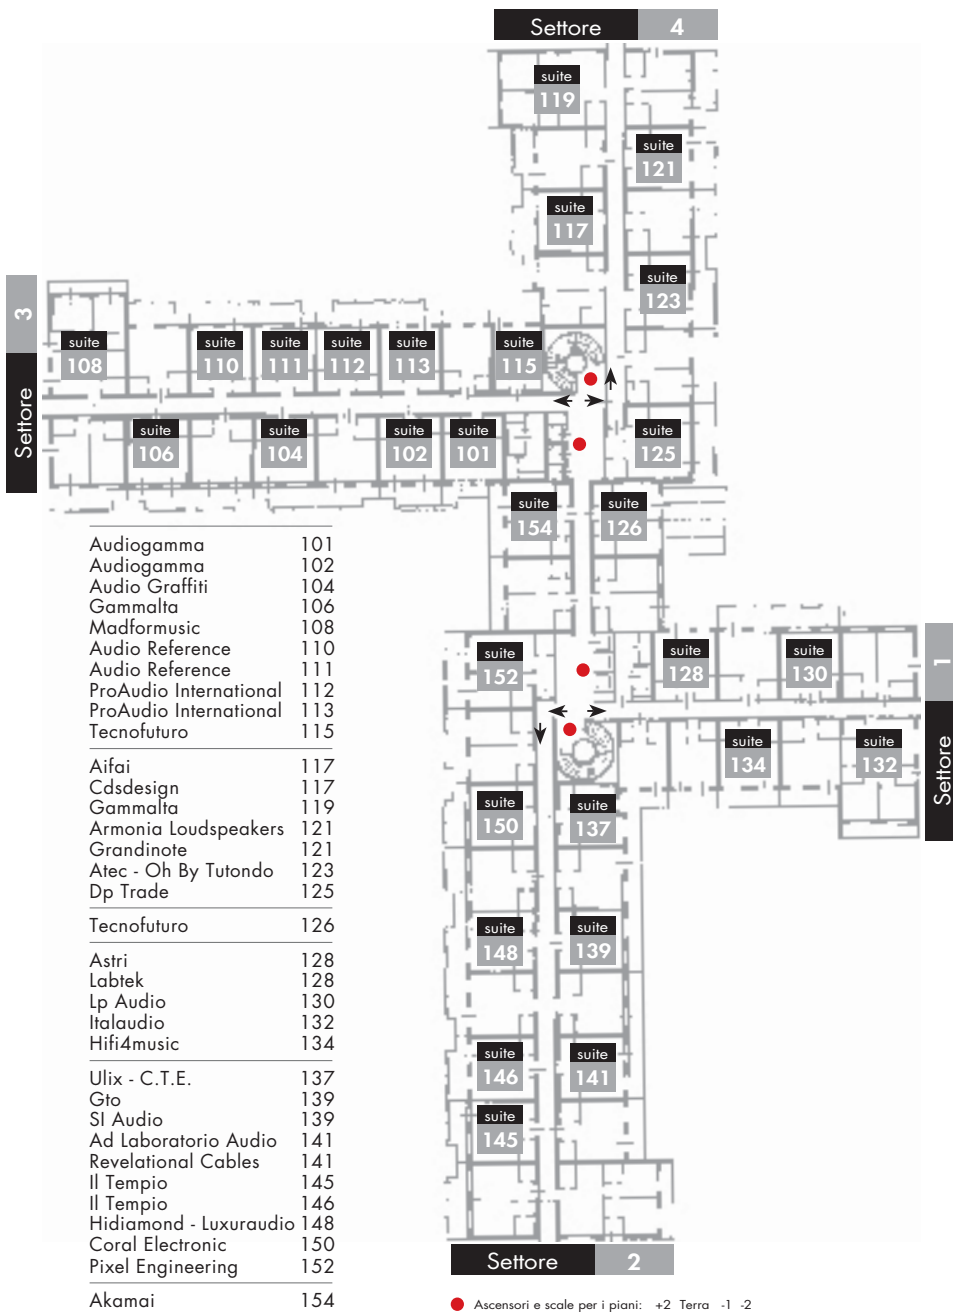 Settore 4
suite
119
suite
121
suite
117
suite
123
3
Settore
suite
108
suite
110
suite
111
suite
112
suite
113
suite
115
suite
106
suite
104
suite
102
suite
101
suite
125
suite
154
suite
126
Audiogamma 101
Audiogamma 102
Audio Graffiti 104
Gammalta 106
Madformusic 108
Audio Reference 110
Audio Reference 111
ProAudio International 112
ProAudio International 113
Tecnofuturo 115
Aifai 117
Cdsdesign 117
Gammalta 119
Armonia Loudspeakers 121
Grandinote 121
Atec - Oh By Tutondo 123
Dp Trade 125
Tecnofuturo 126
Astri 128
Labtek 128
Lp Audio 130
Italaudio 132
Hifi4music 134
Ulix - C.T.E. 137
Gto 139
SI Audio 139
Ad Laboratorio Audio 141
Revelational Cables 141
Il Tempio 145
Il Tempio 146
Hidiamond - Luxuraudio 148
Coral Electronic 150
Pixel Engineering 152
Akamai 154
suite
152
suite
128
suite
130
1
Settore
suite
134
suite
132
suite
150
suite
137
suite
148
suite
139
suite
146
suite
141
suite
145
Settore 2
Ascensori e scale per i piani: +2 Terra -1 -2